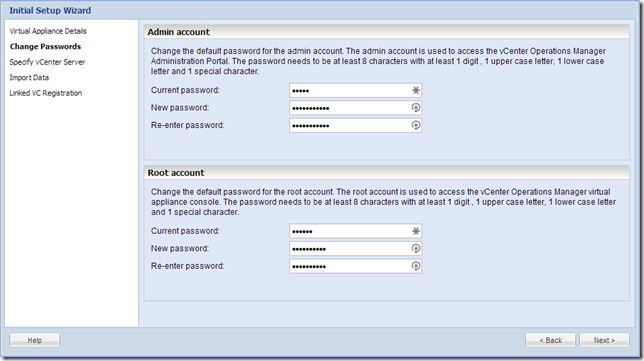 Initial Setup Wizard
Virtual Appliance Details
Change Passwords
Specify vCenter Server
Import Data
Linked VC Registration
Admin account
Change the default password for the admin account. The admin account is used to access the vCenter Operations Manager
Administration Portal. The password needs to be at least 8 characters with at least 1 digit , 1 upper case letter, 1 lower case
letter and 1 special character.
Current password:
New password:
Re-enter password:
Root account
Change the default password for the root account. The root account is used to access the vCenter Operations Manager virtual
appliance console. The password needs to be at least 8 characters with at least 1 digit , 1 upper case letter, 1 lower case letter
and 1 special character.
Current password:
New password:
Re-enter password:
Help
< Back
Next >